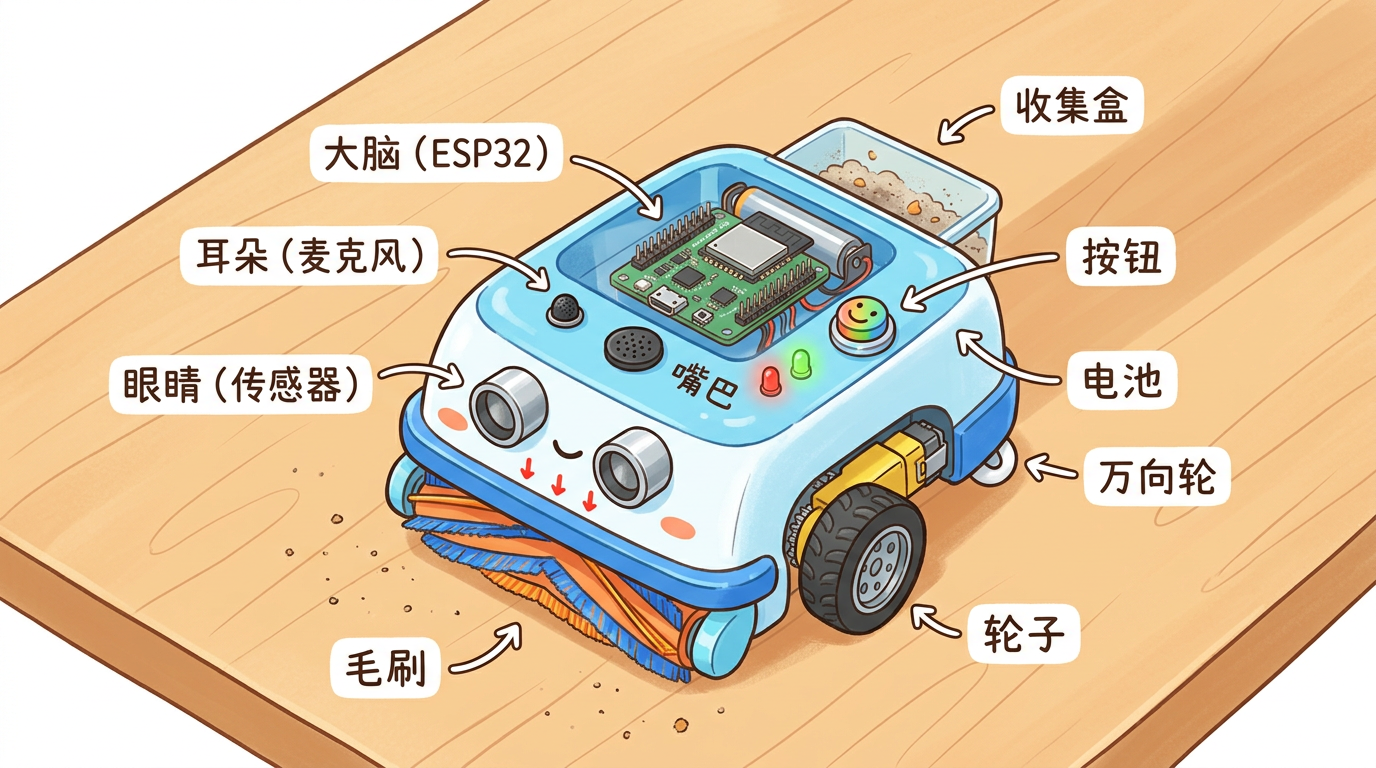 收集盒
大脑（ESP32）
耳朵（麦克风）
按钮
眼睛（传感器）
嘴巴
电池
万向轮
轮子
毛刷